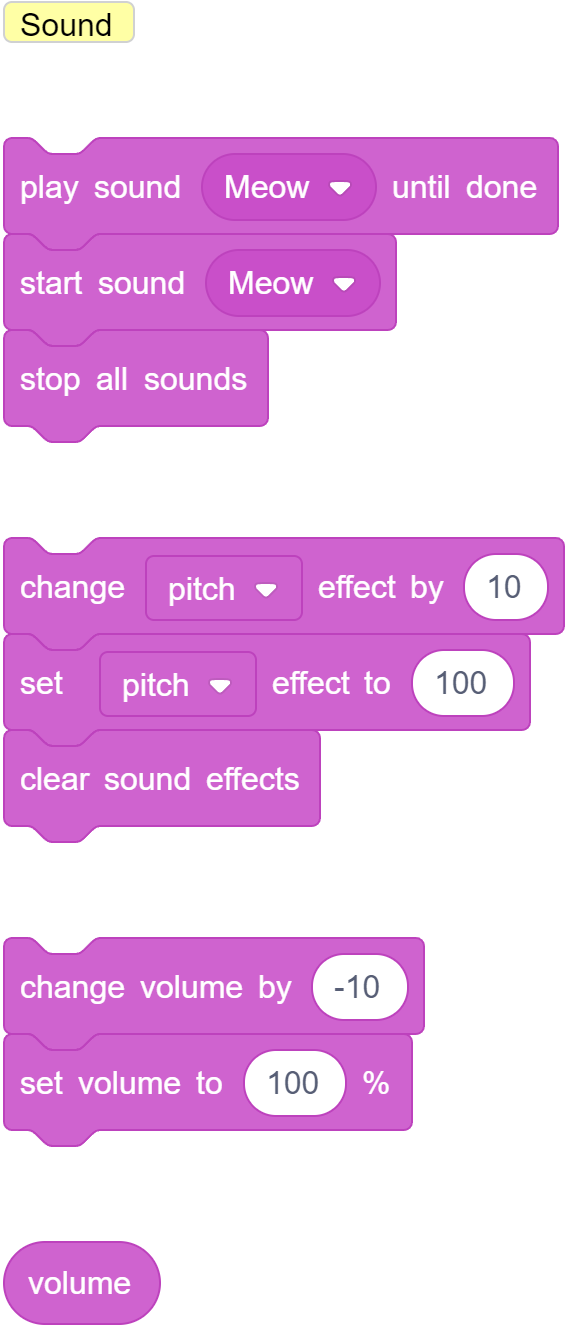 Sound
play sound Meow until done
start sound Meow
stop all sounds
change pitch effect by 10
set pitch effect to 100
clear sound effects
change volume by -10
set volume to 100 %
volume